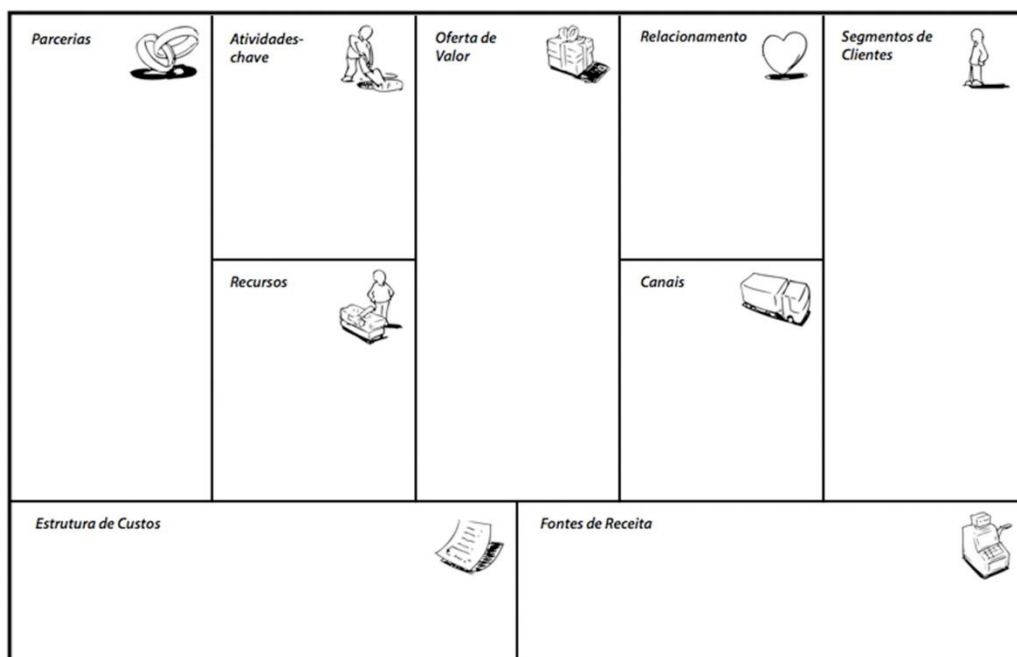 Parcerias
Atividades-
chave
Oferta de
Valor
Relacionamento
Segmentos de
Clientes
Recursos
Canais
Estrutura de Custos
Fontes de Receita